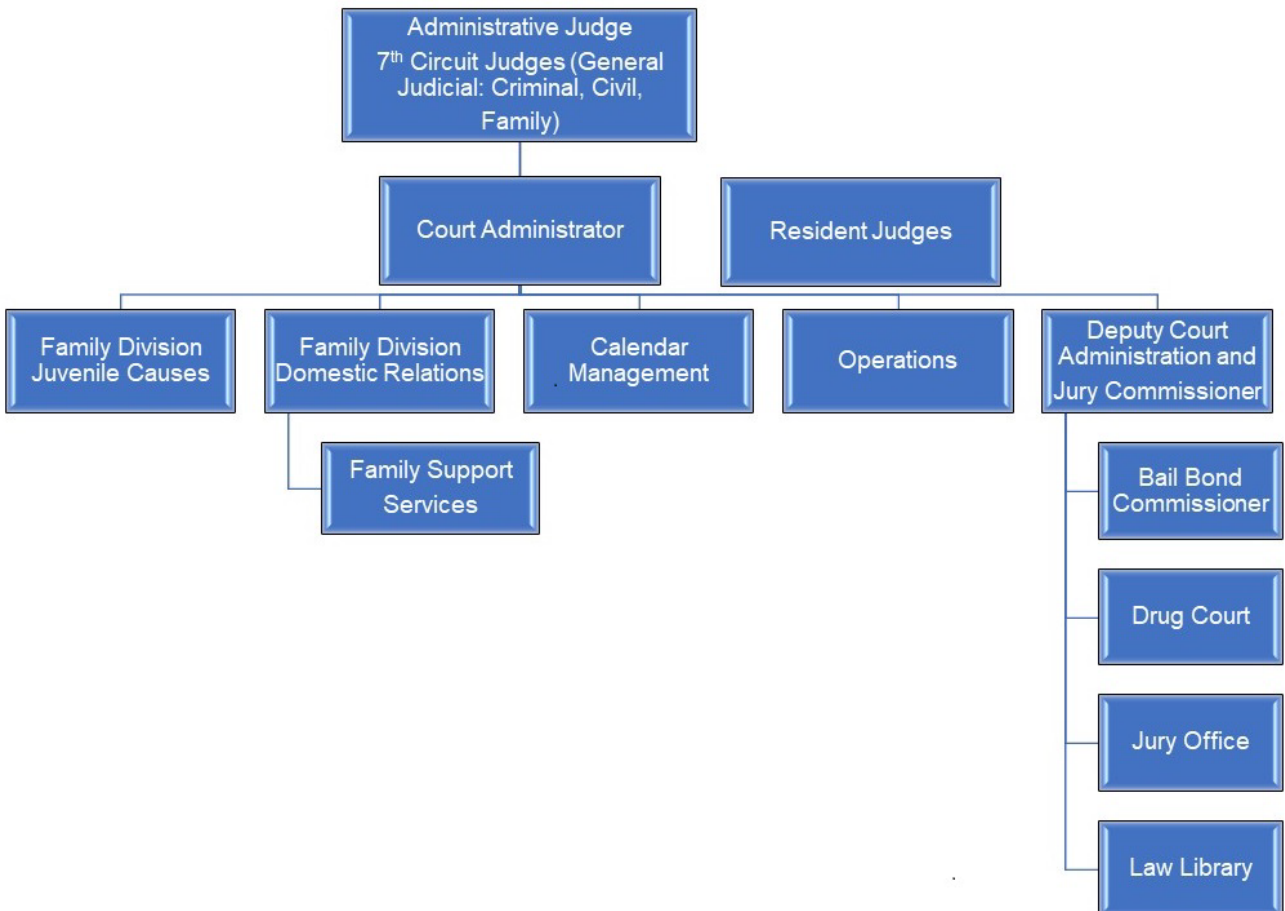 Administrative Judge
7th Circuit Judges (General
Judicial: Criminal, Civil,
Family)
Court Administrator
Resident Judges
Family Division
Juvenile Causes
Family Division
Domestic Relations
Calendar
Management
Operations
Deputy Court
Administration and
Jury Commissioner
Family Support
Services
Bail Bond
Commissioner
Drug Court
Jury Office
Law Library